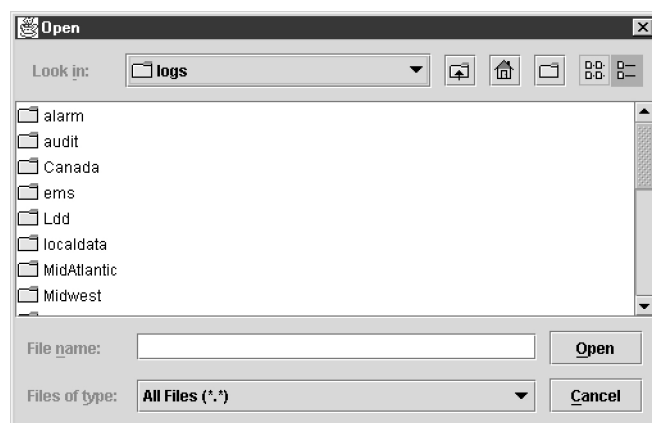 Open
Look in: logs
alarm
audit
Canada
ems
Ldd
localdata
MidAtlantic
Midwest
File name: Open
Files of type: All Files (*.*) Cancel